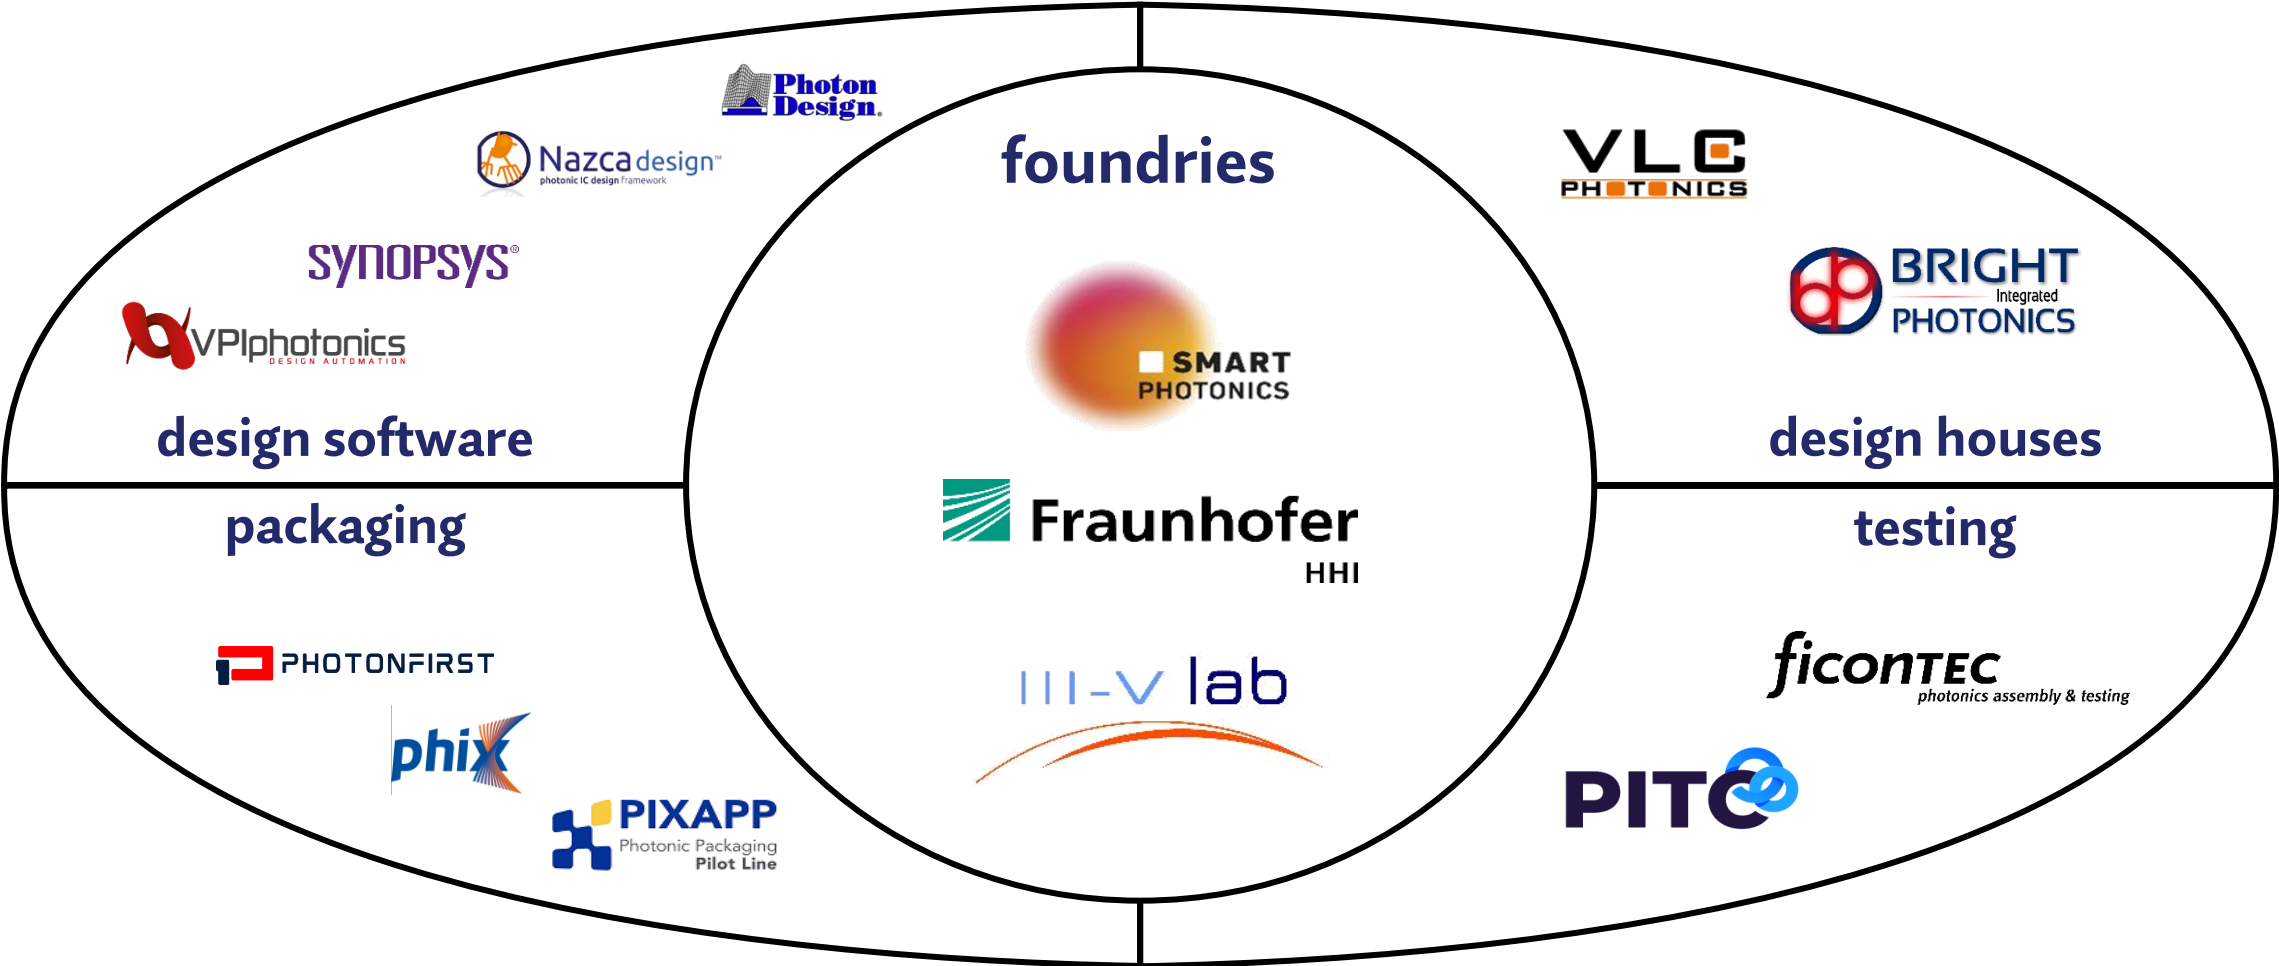 Photon
Design®
Nazca design™
photonic IC design framework
SYNOPSYS®
VPIphotonics
DESIGN AUTOMATION
design software
foundries
SMART
PHOTONICS
Fraunhofer
HHI
III-V lab
VLC
PHOTONICS
BRIGHT
Integrated
PHOTONICS
design houses
packaging
PHOTONFIRST
phix
PIXAPP
Photonic Packaging
Pilot Line
testing
ficonTEC
photonics assembly & testing
PITC